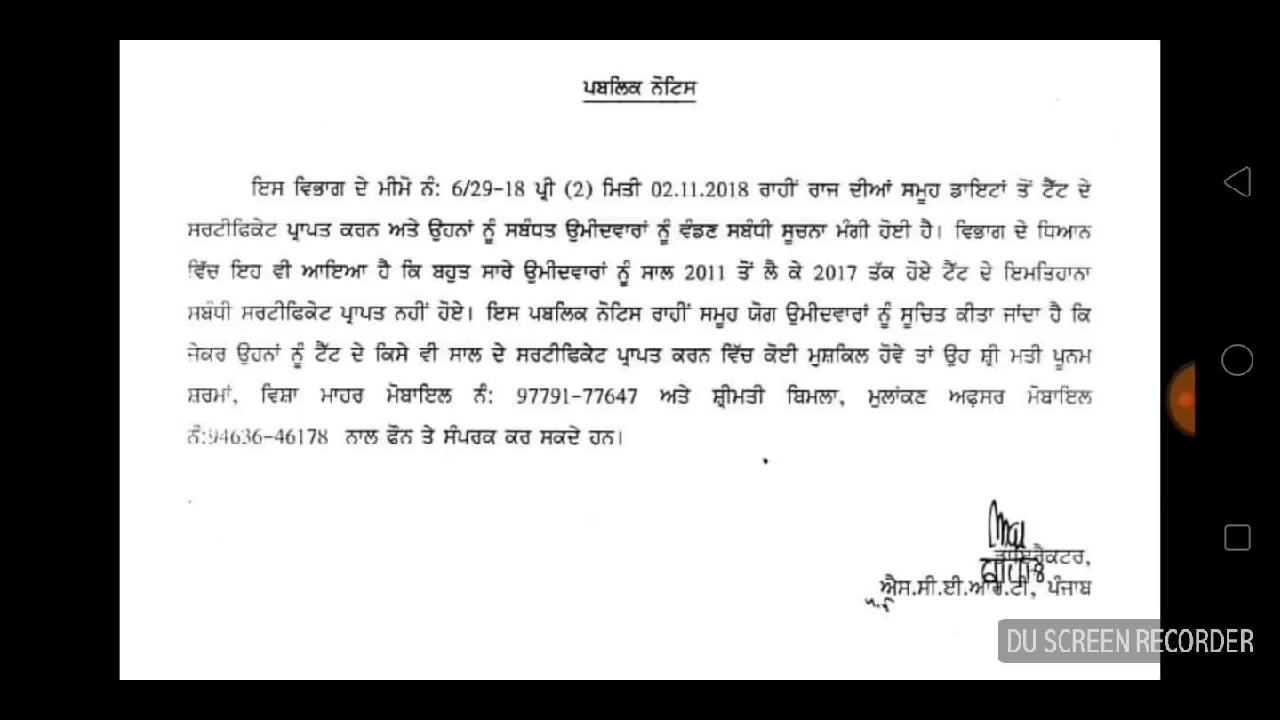 ਪਬਲਿਕ ਨੋਟਿਸ
ਇਸ ਵਿਭਾਗ ਦੇ ਮੀਮੋ ਨੰ: 6/29-18 ਪ੍ਰੀ (2) ਮਿਤੀ 02.11.2018 ਰਾਹੀਂ ਰਾਜ ਦੀਆਂ ਸਮੂਹ ਡਾਇਟਾਂ ਤੋਂ ਟੈੱਟ ਦੇ
ਸਰਟੀਫਿਕੇਟ ਪ੍ਰਾਪਤ ਕਰਨ ਅਤੇ ਉਹਨਾਂ ਨੂੰ ਸਬੰਧਤ ਉਮੀਦਵਾਰਾਂ ਨੂੰ ਵੰਡਣ ਸਬੰਧੀ ਸੂਚਨਾ ਮੰਗੀ ਹੋਈ ਹੈ। ਵਿਭਾਗ ਦੇ ਧਿਆਨ
ਵਿੱਚ ਇਹ ਵੀ ਆਇਆ ਹੈ ਕਿ ਬਹੁਤ ਸਾਰੇ ਉਮੀਦਵਾਰਾਂ ਨੂੰ ਸਾਲ 2011 ਤੋਂ ਲੈ ਕੇ 2017 ਤੱਕ ਹੋਏ ਟੈੱਟ ਦੇ ਇਮਤਿਹਾਨਾ
ਸਬੰਧੀ ਸਰਟੀਫਿਕੇਟ ਪ੍ਰਾਪਤ ਨਹੀਂ ਹੋਏ। ਇਸ ਪਬਲਿਕ ਨੋਟਿਸ ਰਾਹੀਂ ਸਮੂਹ ਯੋਗ ਉਮੀਦਵਾਰਾਂ ਨੂੰ ਸੂਚਿਤ ਕੀਤਾ ਜਾਂਦਾ ਹੈ ਕਿ
ਜੇਕਰ ਉਹਨਾਂ ਨੂੰ ਟੈੱਟ ਦੇ ਕਿਸੇ ਵੀ ਸਾਲ ਦੇ ਸਰਟੀਫਿਕੇਟ ਪ੍ਰਾਪਤ ਕਰਨ ਵਿੱਚ ਕੋਈ ਮੁਸ਼ਕਿਲ ਹੋਵੇ ਤਾਂ ਉਹ ਸ਼੍ਰੀ ਮਤੀ ਪੂਨਮ
ਸ਼ਰਮਾਂ, ਵਿਸ਼ਾ ਮਾਹਰ ਮੋਬਾਇਲ ਨੰ: 97791-77647 ਅਤੇ ਸ਼੍ਰੀਮਤੀ ਬਿਮਲਾ, ਮੁਲਾਂਕਣ ਅਫ਼ਸਰ ਮੋਬਾਇਲ
ਨੰ:94636-46178 ਨਾਲ ਫੋਨ ਤੇ ਸੰਪਰਕ ਕਰ ਸਕਦੇ ਹਨ।
ਡਾਇਰੈਕਟਰ,
ਐਸ.ਸੀ.ਈ.ਆਰ.ਟੀ, ਪੰਜਾਬ
DU SCREEN RECORDER